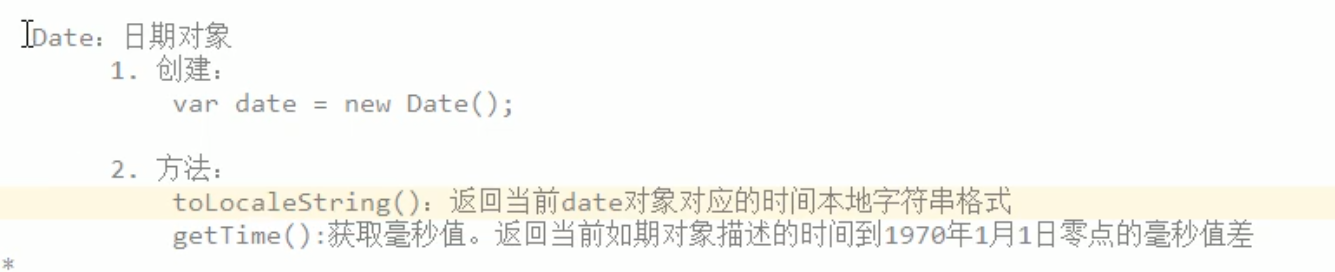 Date：日期对象
1. 创建：
var date = new Date();
2. 方法：
toLocaleString()：返回当前date对象对应的时间本地字符串格式
getTime():获取毫秒值。返回当前如期对象描述的时间到1970年1月1日零点的毫秒值差
*